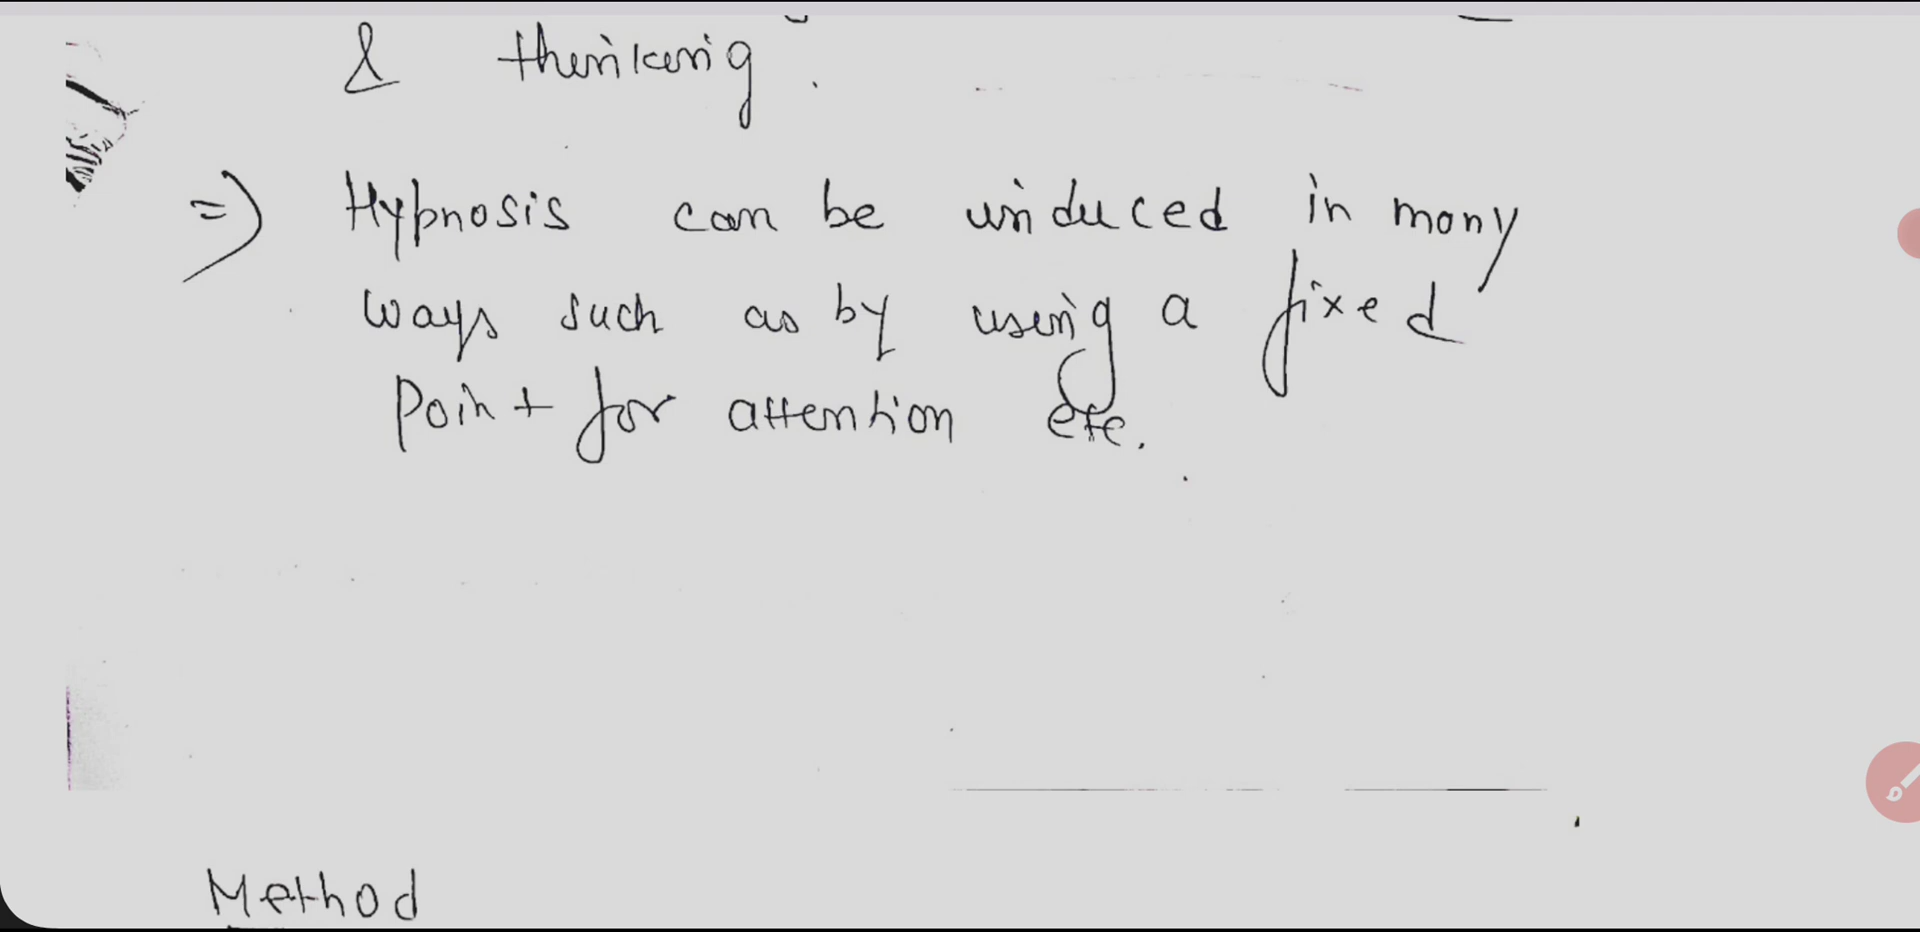 & thinking.
=> Hypnosis can be induced in many
ways such as by using a fixed
Point for attention etc.
Method